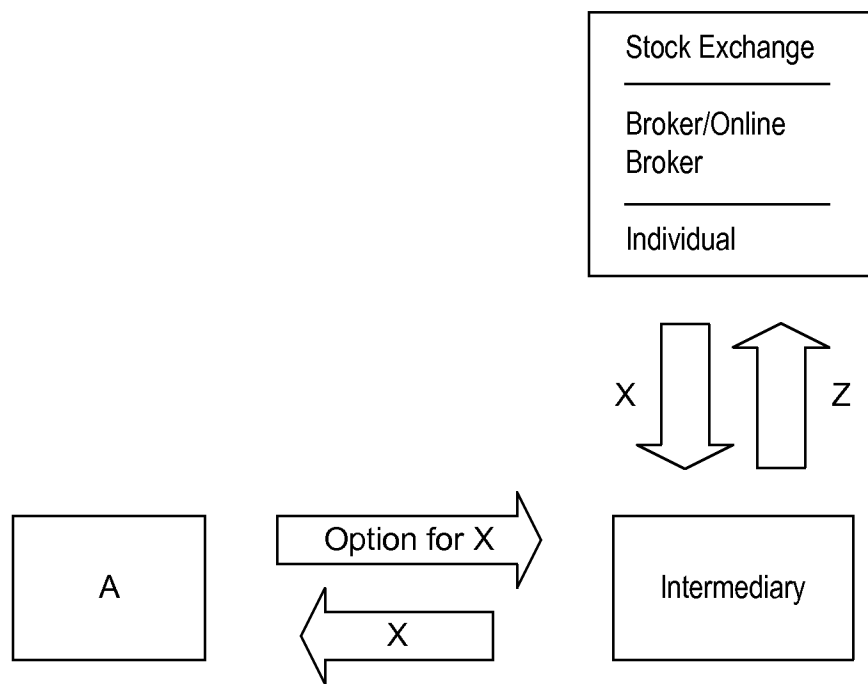 Stock Exchange
Broker/Online
Broker
Individual
X
Z
Option for X
A
Intermediary
X